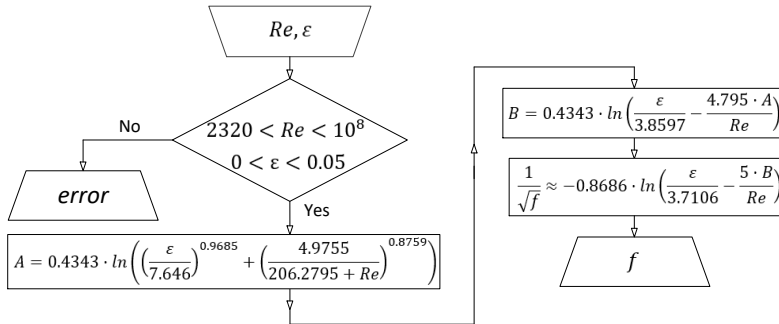 Re, ε
2320 < Re < 10⁸
0 < ε < 0.05
No
error
Yes
A = 0.4343 · ln((ε/7.646)^0.9685 + (4.9755/(206.2795 + Re))^0.8759)
B = 0.4343 · ln(ε/3.8597 − (4.795 · A)/Re)
1/√f ≈ −0.8686 · ln(ε/3.7106 − (5 · B)/Re)
f